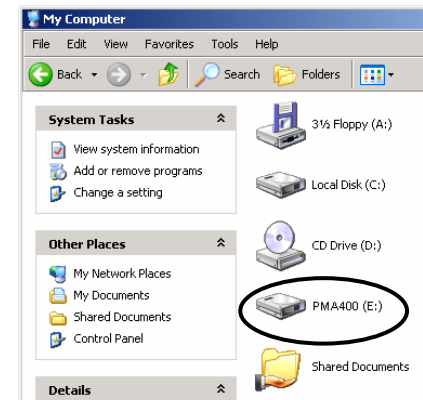 My Computer
File Edit View Favorites Tools Help
Back Search Folders
System Tasks
View system information
Add or remove programs
Change a setting
Other Places
My Network Places
My Documents
Shared Documents
Control Panel
Details
3½ Floppy (A:)
Local Disk (C:)
CD Drive (D:)
PMA400 (E:)
Shared Documents